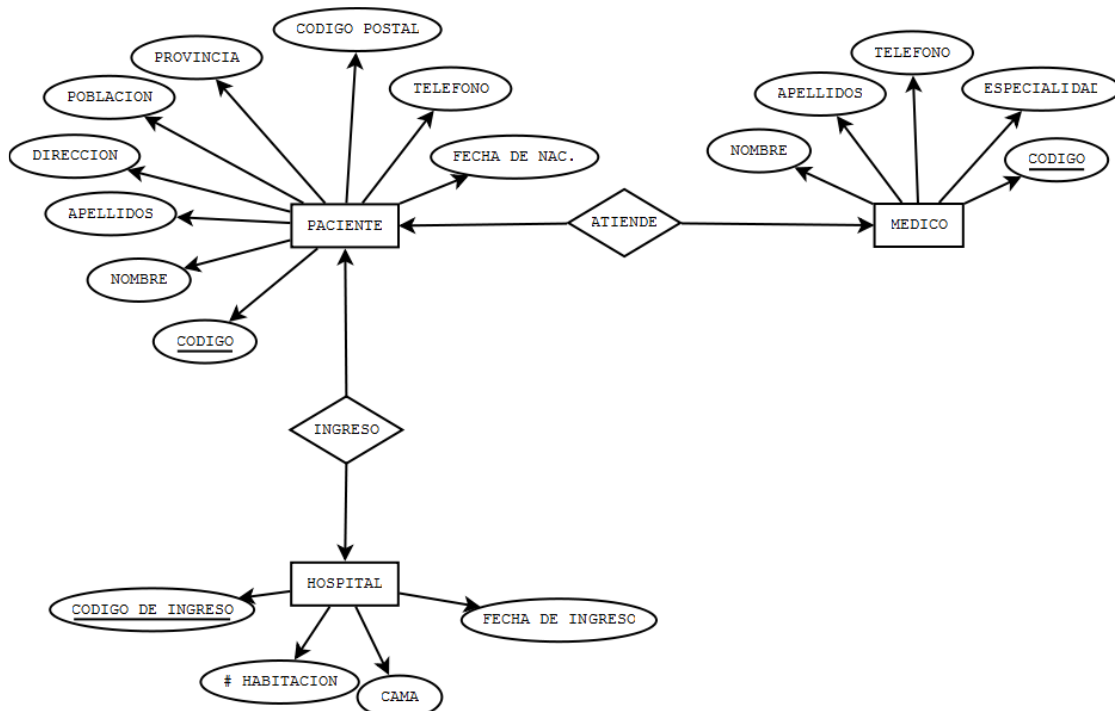 CODIGO POSTAL
PROVINCIA
TELEFONO
POBLACION
TELEFONO
APELLIDOS
ESPECIALIDAD
DIRECCION
FECHA DE NAC.
NOMBRE
CODIGO
APELLIDOS
PACIENTE
ATIENDE
MEDICO
NOMBRE
CODIGO
INGRESO
HOSPITAL
CODIGO DE INGRESO
FECHA DE INGRESO
# HABITACION
CAMA